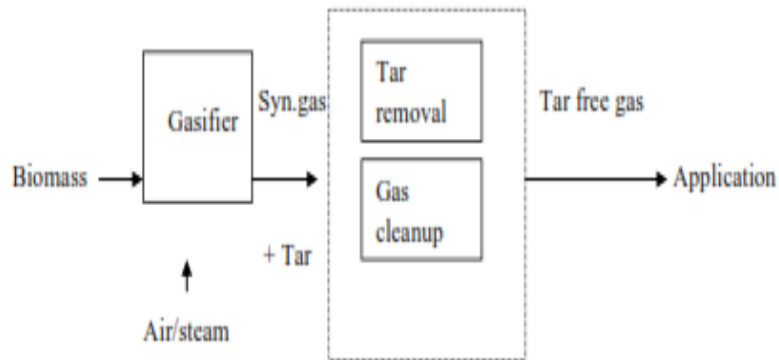 Biomass
Gasifier
Air/steam
Syn.gas
+ Tar
Tar
removal
Gas
cleanup
Tar free gas
Application